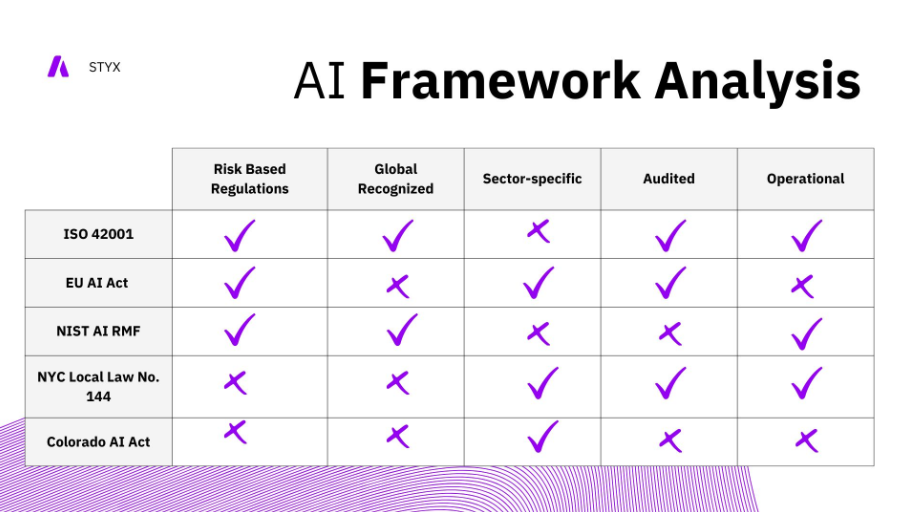 STYX
AI Framework Analysis
Risk Based
Regulations
Global
Recognized
Sector-specific
Audited
Operational
ISO 42001
EU AI Act
NIST AI RMF
NYC Local Law No.
144
Colorado AI Act